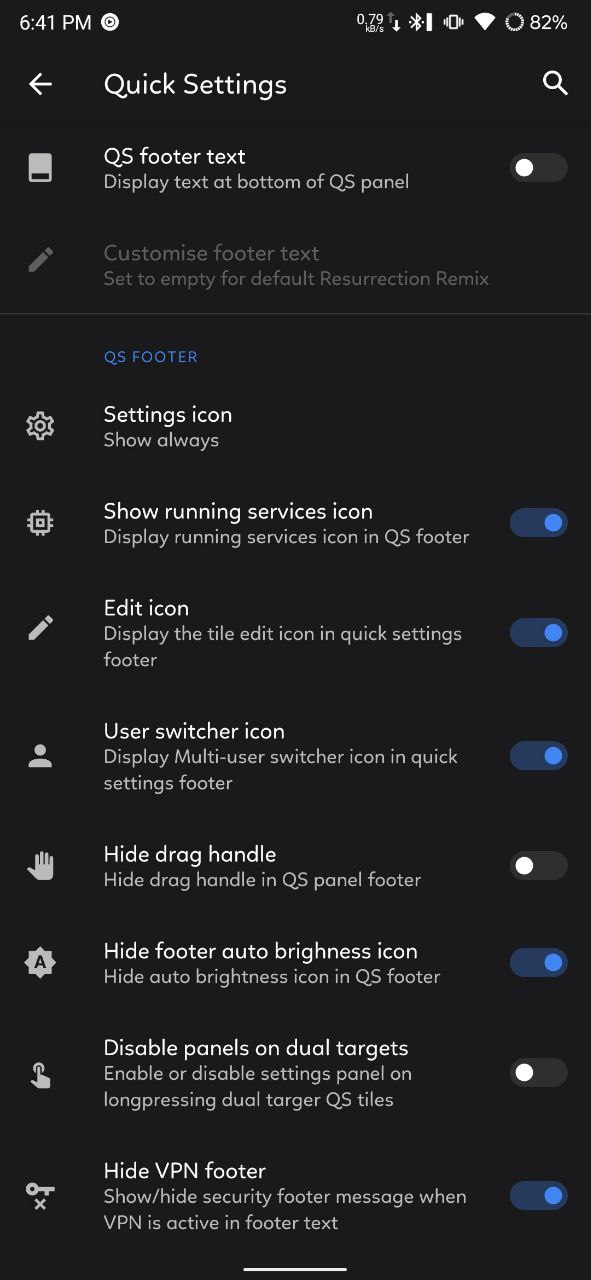 6:41 PM 0.79 kB/s 82%
Quick Settings
QS footer text
Display text at bottom of QS panel
Customise footer text
Set to empty for default Resurrection Remix
QS FOOTER
Settings icon
Show always
Show running services icon
Display running services icon in QS footer
Edit icon
Display the tile edit icon in quick settings
footer
User switcher icon
Display Multi-user switcher icon in quick
settings footer
Hide drag handle
Hide drag handle in QS panel footer
A
Hide footer auto brighness icon
Hide auto brightness icon in QS footer
Disable panels on dual targets
Enable or disable settings panel on
longpressing dual targer QS tiles
Hide VPN footer
Show/hide security footer message when
VPN is active in footer text